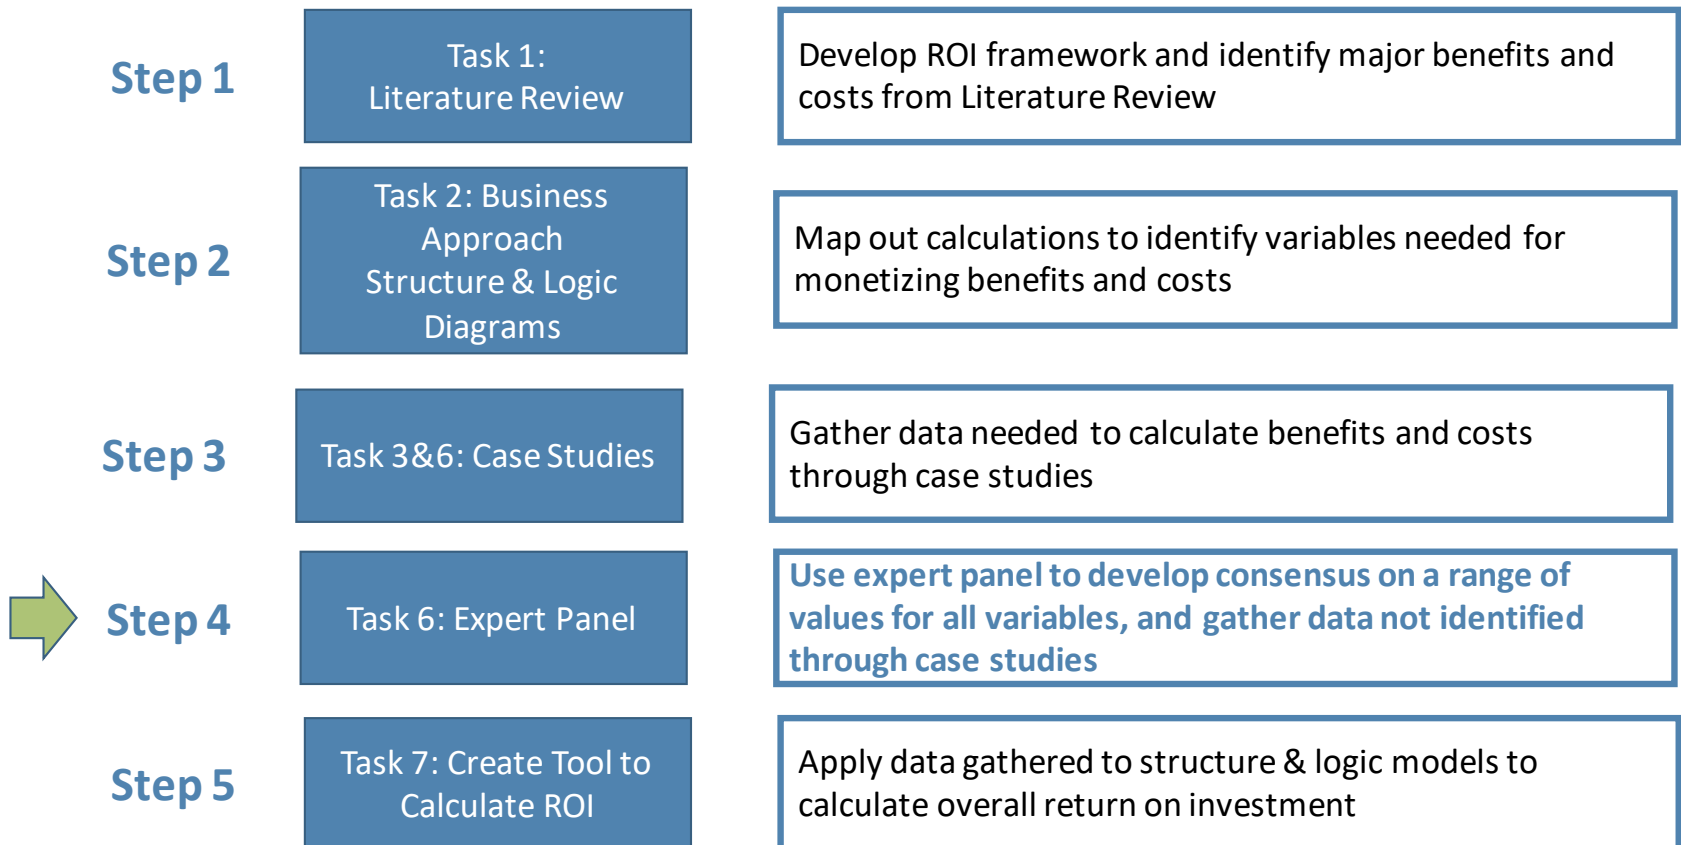 Step 1
Task 1:
Literature Review
Develop ROI framework and identify major benefits and
costs from Literature Review
Step 2
Task 2: Business
Approach
Structure & Logic
Diagrams
Map out calculations to identify variables needed for
monetizing benefits and costs
Step 3
Task 3&6: Case Studies
Gather data needed to calculate benefits and costs
through case studies
Step 4
Task 6: Expert Panel
Use expert panel to develop consensus on a range of
values for all variables, and gather data not identified
through case studies
Step 5
Task 7: Create Tool to
Calculate ROI
Apply data gathered to structure & logic models to
calculate overall return on investment